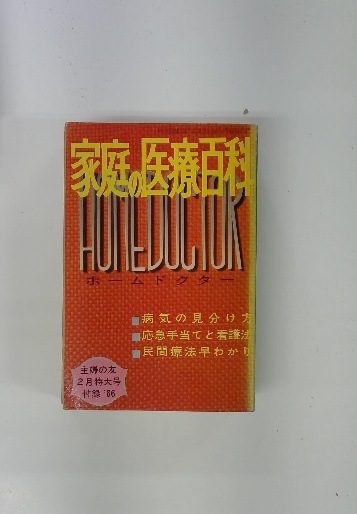 家庭の医療百科
HOMEDOCTOR
ホームドクター
■病気の見分け方
■応急手当てと看護法
■民間療法早わかり
主婦の友
2月特大号
付録'86